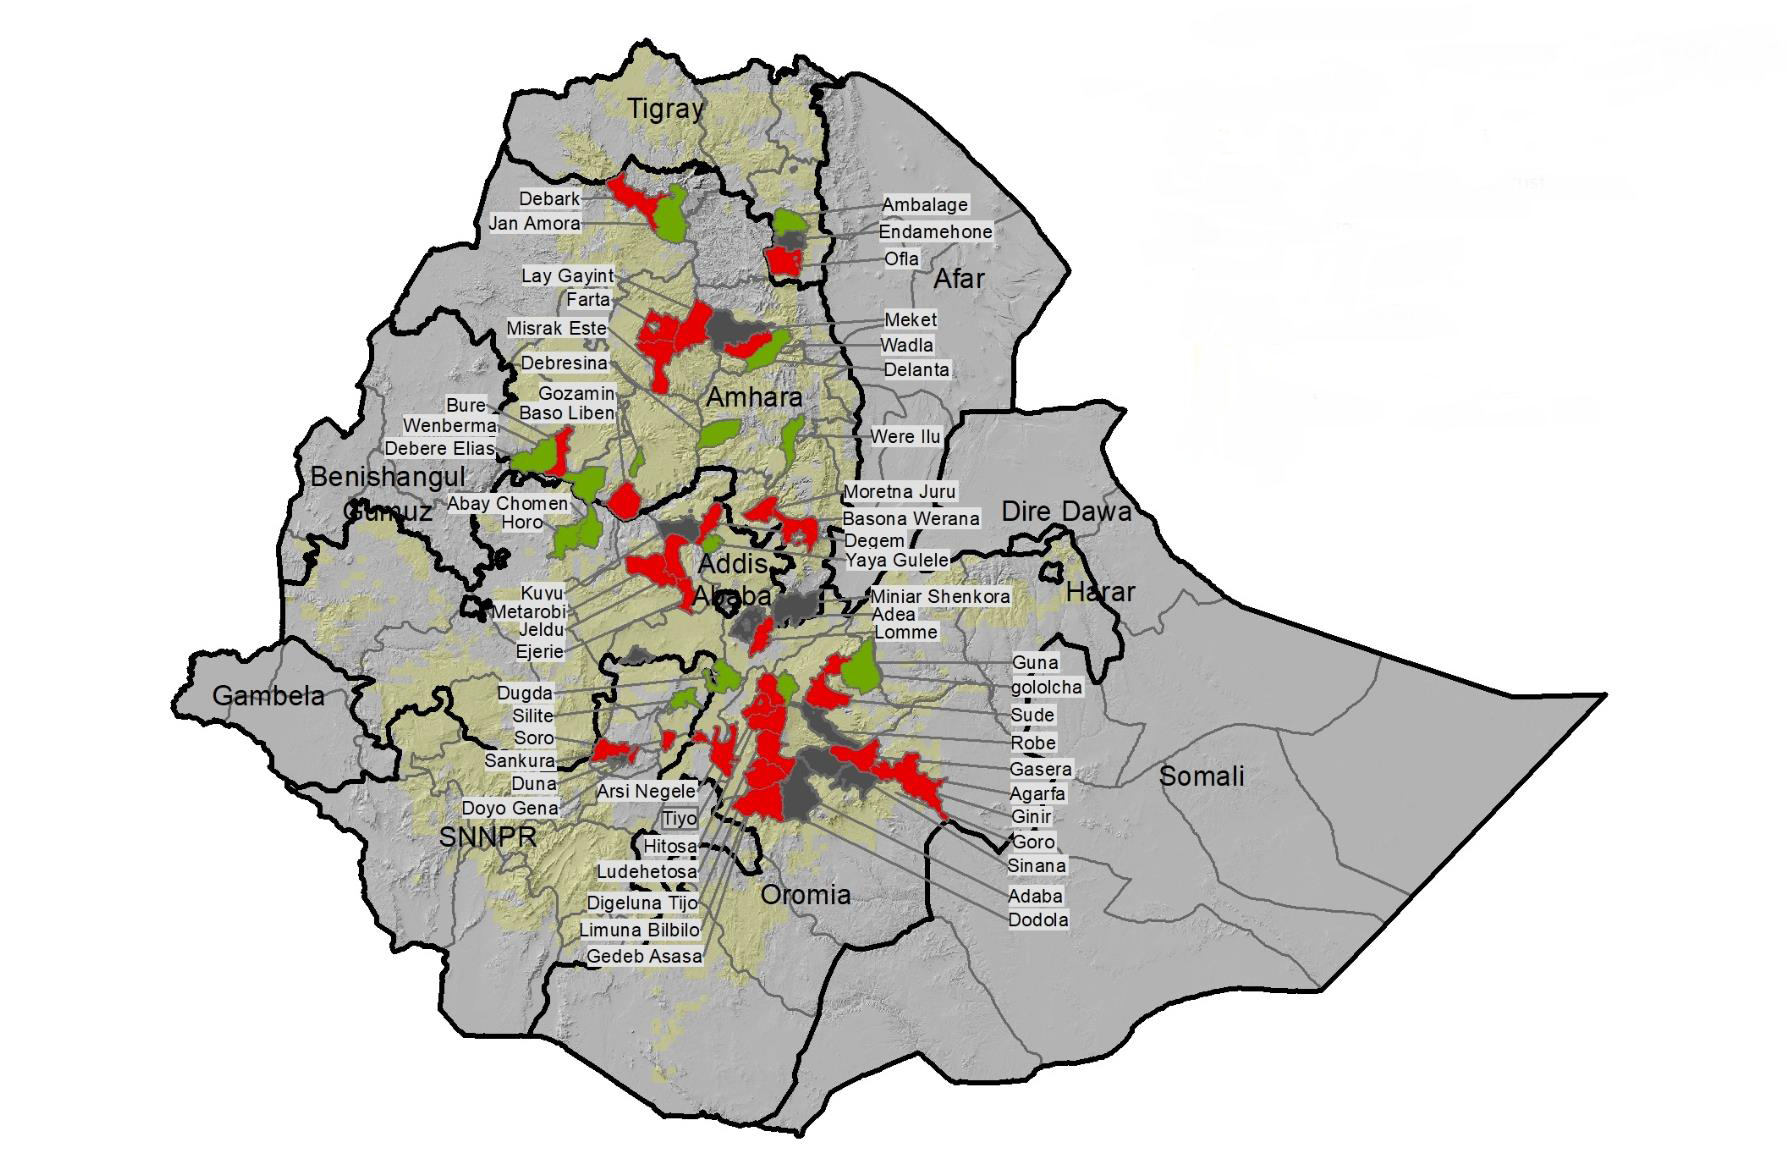 Tigray
Debark
Jan Amora
Ambalage
Endamehone
Ofla
Afar
Lay Gayint
Farta
Misrak Este
Debresina
Meket
Wadla
Delanta
Gozamin
Baso Liben
Amhara
Bure
Wenberma
Debere Elias
Were Ilu
Benishangul
Gumuz
Abay Chomen
Horo
Moretna Juru
Basona Werana
Degem
Yaya Gulele
Dire Dawa
Addis
Ababa
Harar
Kuyu
Metarobi
Jeldu
Ejerie
Miniar Shenkora
Adea
Lomme
Gambela
Dugda
Silite
Soro
Sankura
Duna
Doyo Gena
Guna
gololcha
Sude
Robe
Gasera
Agarfa
Ginir
Goro
Sinana
Adaba
Dodola
Somali
SNNPR
Arsi Negele
Tiyo
Hitosa
Ludehetosa
Digeluna Tijo
Limuna Bilbilo
Gedeb Asasa
Oromia